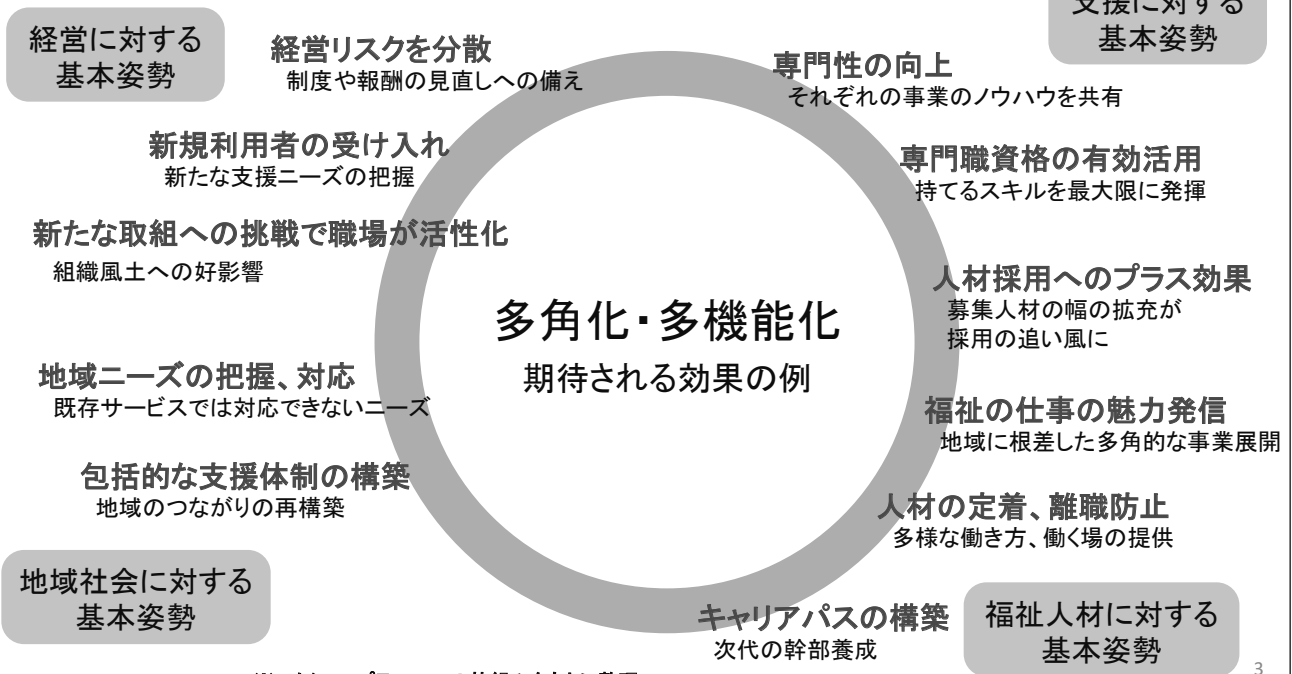 経営に対する
基本姿勢
経営リスクを分散
制度や報酬の見直しへの備え
新規利用者の受け入れ
新たな支援ニーズの把握
新たな取組への挑戦で職場が活性化
組織風土への好影響
地域ニーズの把握、対応
既存サービスでは対応できないニーズ
包括的な支援体制の構築
地域のつながりの再構築
地域社会に対する
基本姿勢
多角化・多機能化
期待される効果の例
支援に対する
基本姿勢
専門性の向上
それぞれの事業のノウハウを共有
専門職資格の有効活用
持てるスキルを最大限に発揮
人材採用へのプラス効果
募集人材の幅の拡充が
採用の追い風に
福祉の仕事の魅力発信
地域に根差した多角的な事業展開
人材の定着、離職防止
多様な働き方、働く場の提供
キャリアパスの構築
次代の幹部養成
福祉人材に対する
基本姿勢
3